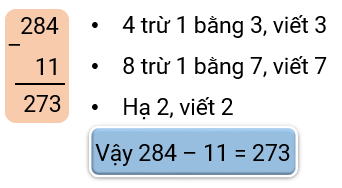 284
–
11
273
• 4 trừ 1 bằng 3, viết 3
• 8 trừ 1 bằng 7, viết 7
• Hạ 2, viết 2
Vậy 284 – 11 = 273